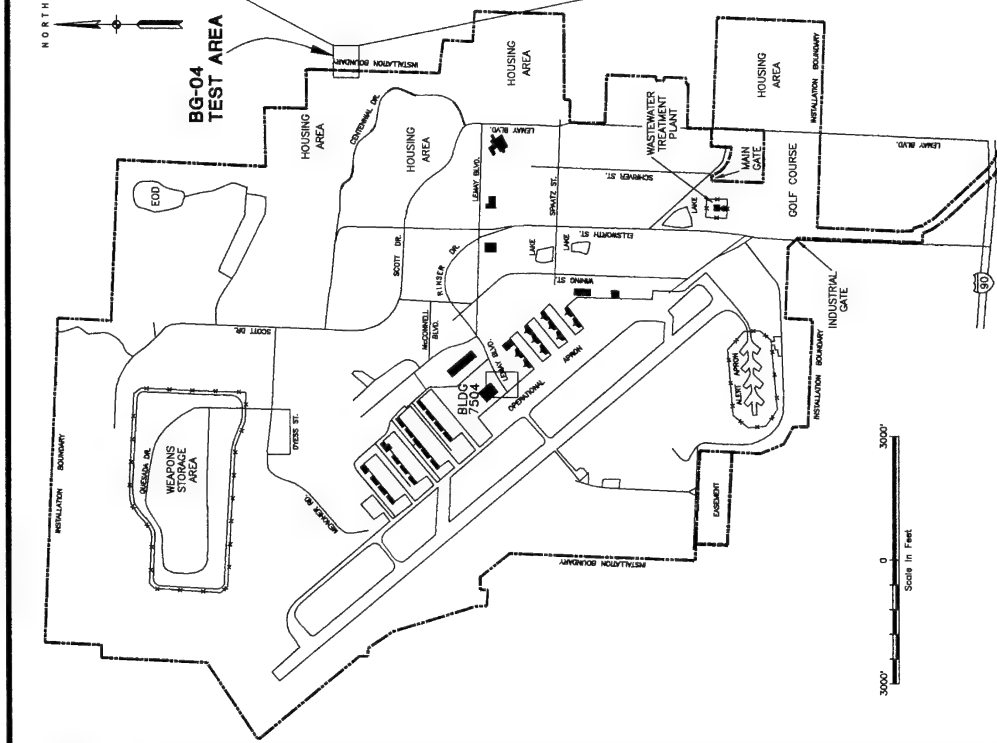 NORTH
BG-04
TEST AREA
INSTALLATION BOUNDARY
HOUSING
AREA
HOUSING
AREA
CENTENNIAL DR.
HOUSING
AREA
EOD
LEMAY BLVD.
LEMAY BLVD.
SPAATZ ST.
SCHRIVER ST.
WASTEWATER
TREATMENT
PLANT
HOUSING
AREA
INSTALLATION BOUNDARY
MAIN
GATE
LAKE
GOLF COURSE
LEMAY BLVD.
SCOTT DR.
RINSER DR.
ELLSWORTH ST.
LAKE
LAKE
WINING ST.
McCONNELL
BLVD.
SCOTT DR.
INSTALLATION BOUNDARY
QUESADA DR.
WEAPONS
STORAGE
AREA
DYESS ST.
LEMAY BLVD.
BLDG
7504
OPERATIONAL
APRON
INDUSTRIAL
GATE
90
ALERT APRON
INSTALLATION BOUNDARY
EASEMENT
INSTALLATION BOUNDARY
3000'
0
3000'
Scale In Feet